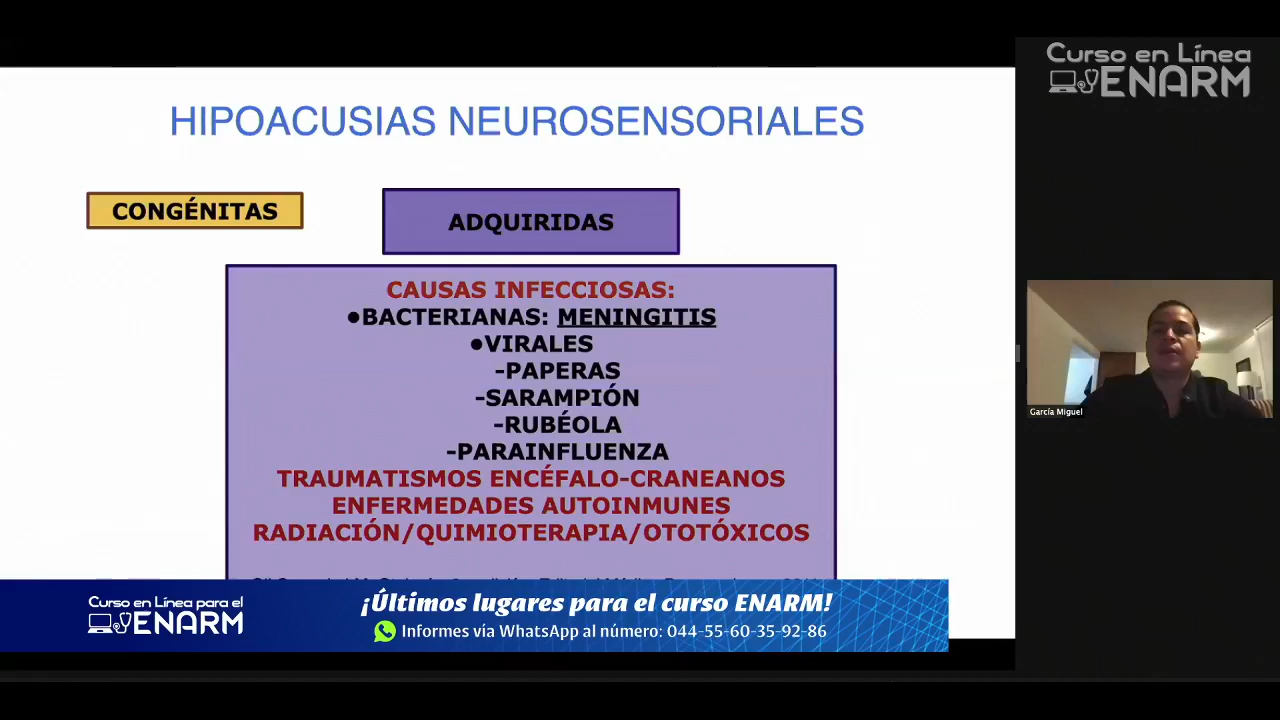 Curso en Línea
ENARM
HIPOACUSIAS NEUROSENSORIALES
CONGÉNITAS
ADQUIRIDAS
CAUSAS INFECCIOSAS:
●BACTERIANAS: MENINGITIS
●VIRALES
-PAPERAS
-SARAMPIÓN
-RUBÉOLA
-PARAINFLUENZA
TRAUMATISMOS ENCÉFALO-CRANEANOS
ENFERMEDADES AUTOINMUNES
RADIACIÓN/QUIMIOTERAPIA/OTOTÓXICOS
García Miguel
Curso en Línea para el
ENARM
¡Últimos lugares para el curso ENARM!
Informes vía WhatsApp al número: 044-55-60-35-92-86